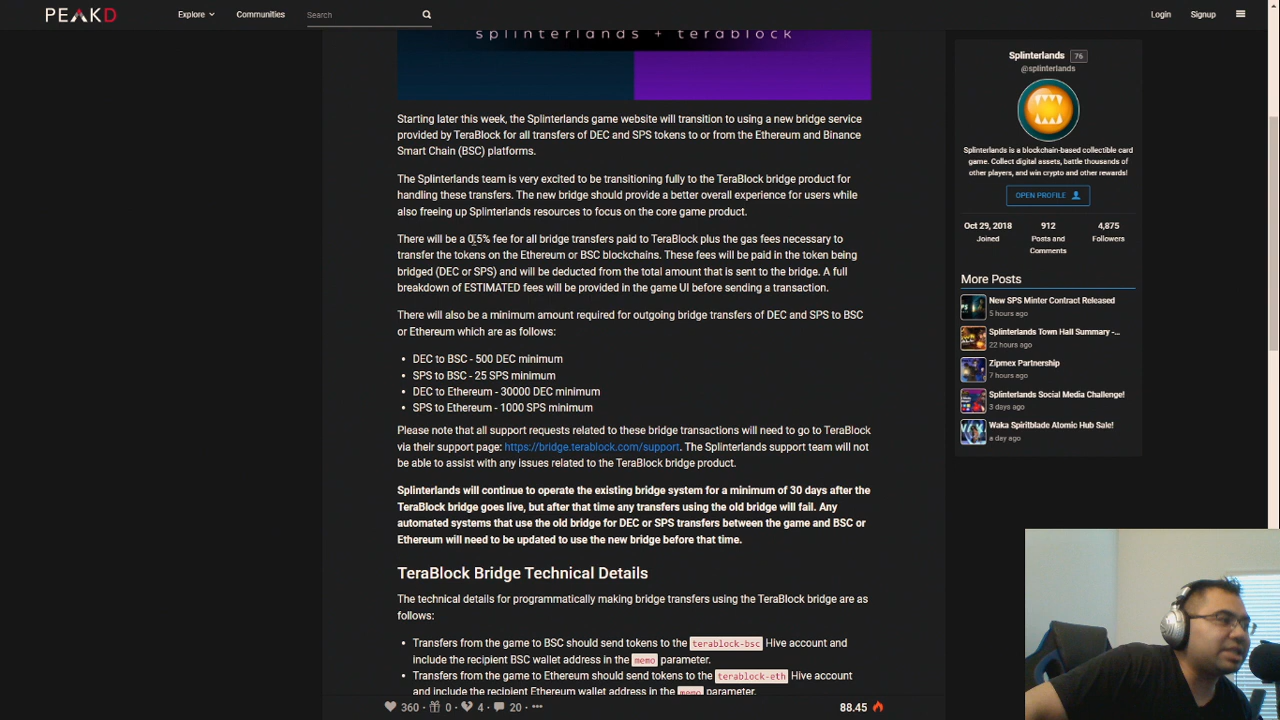 PEAKD
Explore
Communities
Search
Login
Signup
splinterlands + terablock
Starting later this week, the Splinterlands game website will transition to using a new bridge service
provided by TeraBlock for all transfers of DEC and SPS tokens to or from the Ethereum and Binance
Smart Chain (BSC) platforms.
The Splinterlands team is very excited to be transitioning fully to the TeraBlock bridge product for
handling these transfers. The new bridge should provide a better overall experience for users while
also freeing up Splinterlands resources to focus on the core game product.
There will be a 0.5% fee for all bridge transfers paid to TeraBlock plus the gas fees necessary to
transfer the tokens on the Ethereum or BSC blockchains. These fees will be paid in the token being
bridged (DEC or SPS) and will be deducted from the total amount that is sent to the bridge. A full
breakdown of ESTIMATED fees will be provided in the game UI before sending a transaction.
There will also be a minimum amount required for outgoing bridge transfers of DEC and SPS to BSC
or Ethereum which are as follows:
• DEC to BSC - 500 DEC minimum
• SPS to BSC - 25 SPS minimum
• DEC to Ethereum - 30000 DEC minimum
• SPS to Ethereum - 1000 SPS minimum
Please note that all support requests related to these bridge transactions will need to go to TeraBlock
via their support page: https://bridge.terablock.com/support. The Splinterlands support team will not
be able to assist with any issues related to the TeraBlock bridge product.
Splinterlands will continue to operate the existing bridge system for a minimum of 30 days after the
TeraBlock bridge goes live, but after that time any transfers using the old bridge will fail. Any
automated systems that use the old bridge for DEC or SPS transfers between the game and BSC or
Ethereum will need to be updated to use the new bridge before that time.
TeraBlock Bridge Technical Details
The technical details for programmatically making bridge transfers using the TeraBlock bridge are as
follows:
• Transfers from the game to BSC should send tokens to the terablock-bsc Hive account and
include the recipient BSC wallet address in the memo parameter.
• Transfers from the game to Ethereum should send tokens to the terablock-eth Hive account
and include the recipient Ethereum wallet address in the memo parameter.
360 0 4 20 ••• 88.45
Splinterlands 76
@splinterlands
Splinterlands is a blockchain-based collectible card
game. Collect digital assets, battle thousands of
other players, and win crypto and other rewards!
OPEN PROFILE
Oct 29, 2018 912 4,875
Joined Posts and Followers
Comments
More Posts
New SPS Minter Contract Released
5 hours ago
Splinterlands Town Hall Summary -...
22 hours ago
Zipmex Partnership
7 hours ago
Splinterlands Social Media Challenge!
3 days ago
Waka Spiritblade Atomic Hub Sale!
a day ago